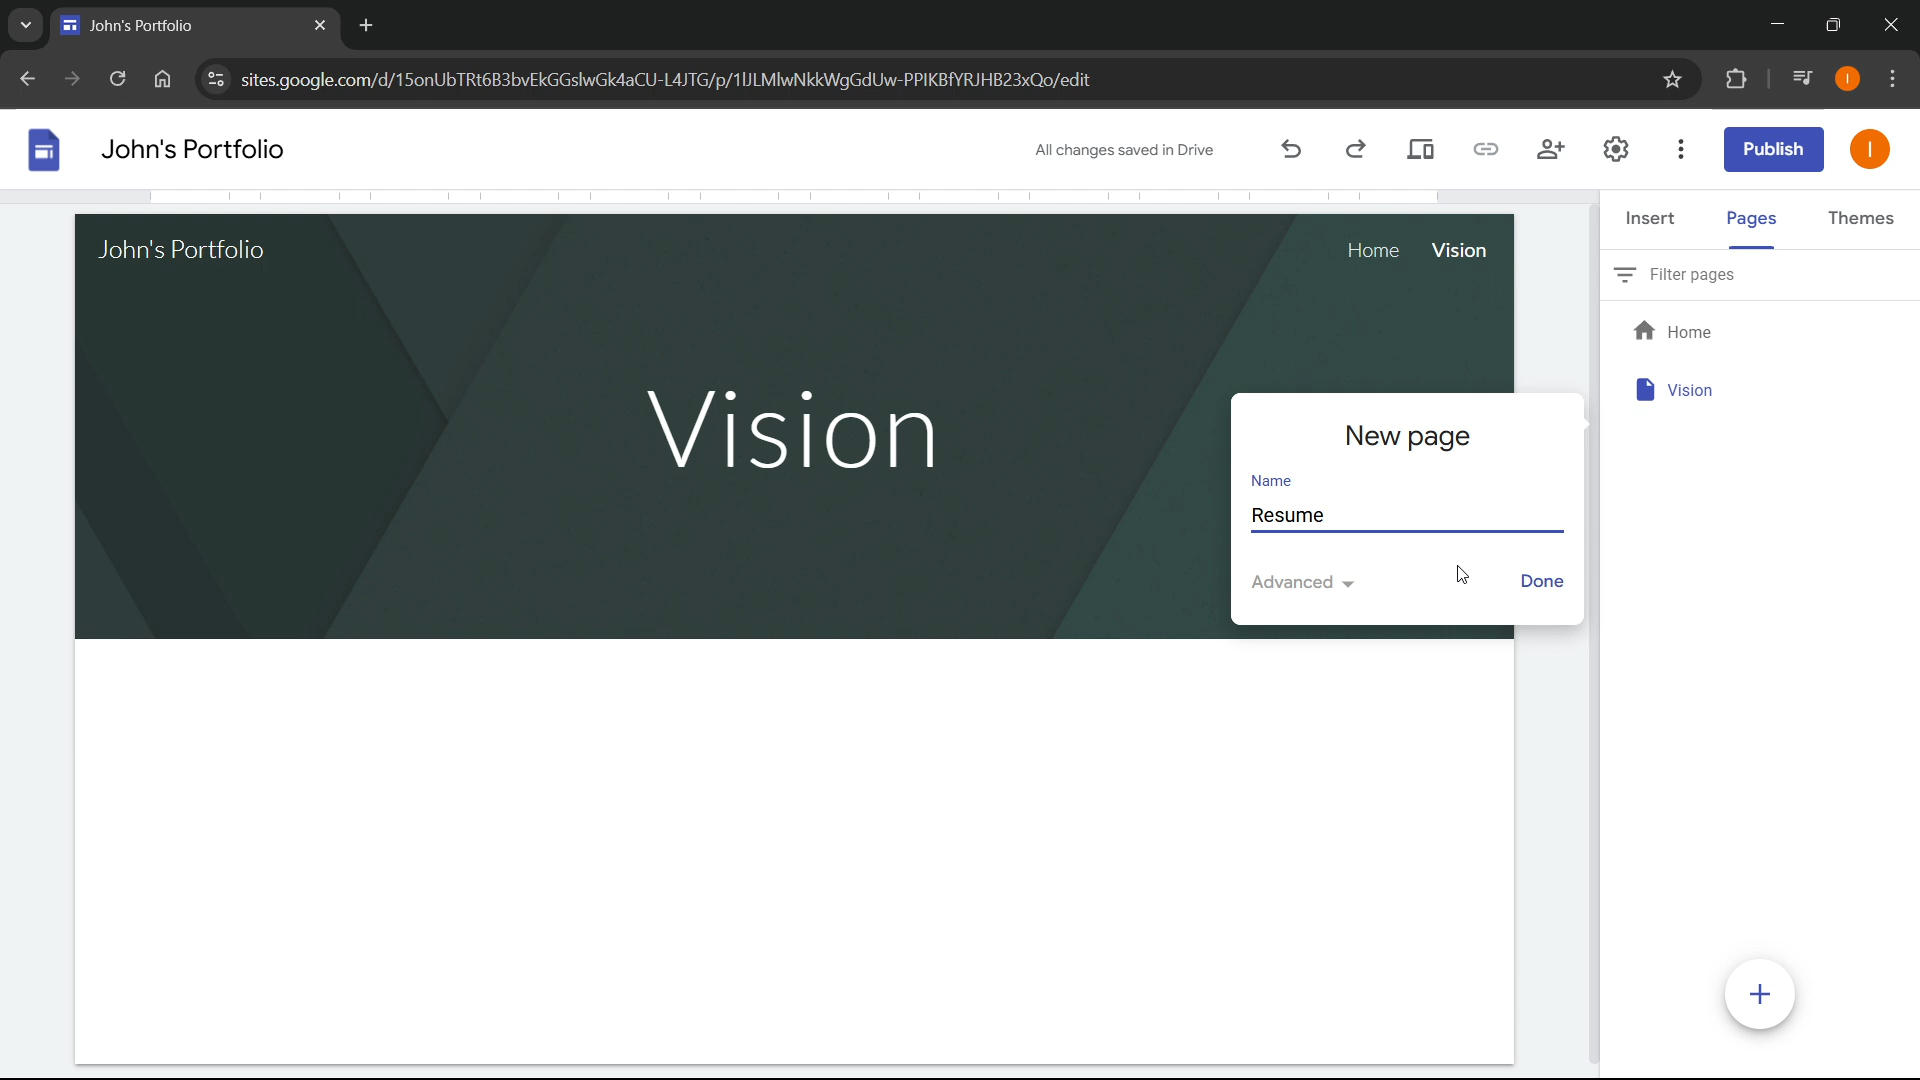 John's Portfolio
sites.google.com/d/15onUbTRt6B3bvEkGGslwGk4aCU-L4JTG/p/1IJLMlwNkkWgGdUw-PPIKBfYRJHB23xQo/edit
I
John's Portfolio
All changes saved in Drive
Publish
I
Insert
Pages
Themes
John's Portfolio
Home
Vision
Filter pages
Home
Vision
Vision
New page
Name
Resume
Advanced
Done